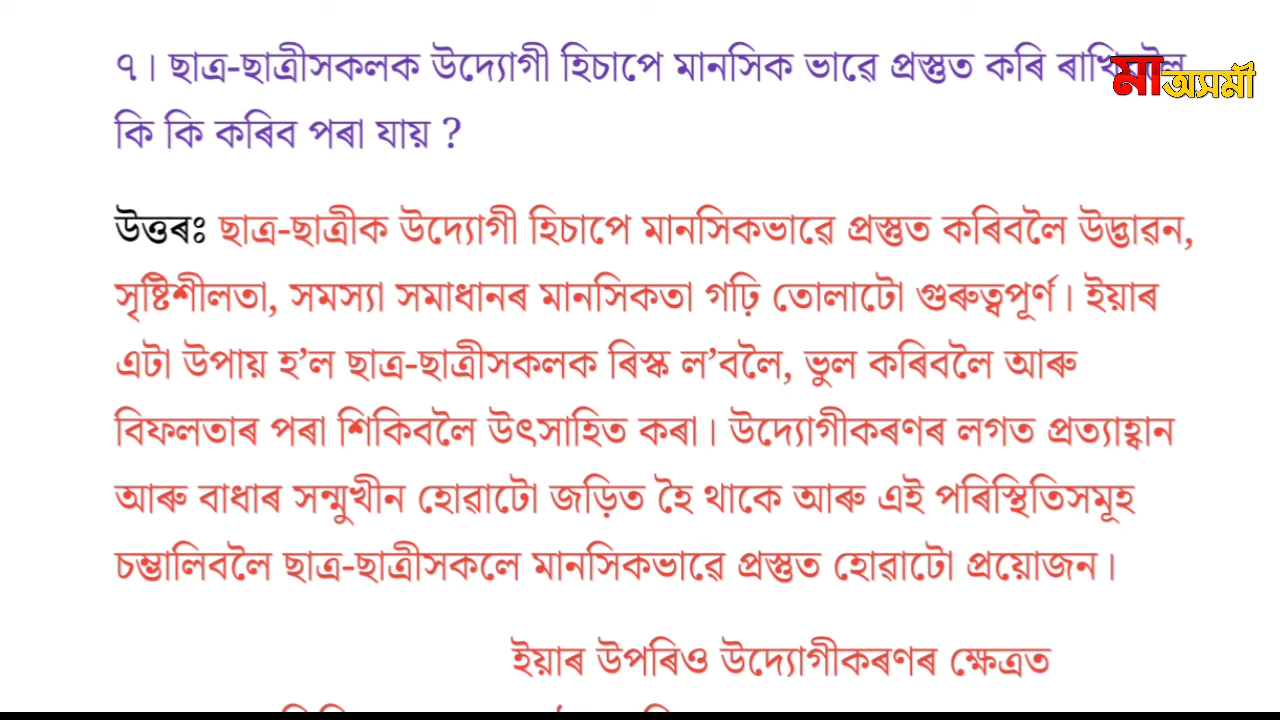 ৭। ছাত্ৰ-ছাত্ৰীসকলক উদ্যোগী হিচাপে মানসিক ভাৱে প্ৰস্তুত কৰি ৰাখিবলৈ
মা অসমী
কি কি কৰিব পৰা যায় ?
উত্তৰঃ ছাত্ৰ-ছাত্ৰীক উদ্যোগী হিচাপে মানসিকভাৱে প্ৰস্তুত কৰিবলৈ উদ্ভাৱন,
সৃষ্টিশীলতা, সমস্যা সমাধানৰ মানসিকতা গঢ়ি তোলাটো গুৰুত্বপূৰ্ণ। ইয়াৰ
এটা উপায় হ’ল ছাত্ৰ-ছাত্ৰীসকলক ৰিস্ক ল’বলৈ, ভুল কৰিবলৈ আৰু
বিফলতাৰ পৰা শিকিবলৈ উৎসাহিত কৰা। উদ্যোগীকৰণৰ লগত প্ৰত্যাহ্বান
আৰু বাধাৰ সন্মুখীন হোৱাটো জড়িত হৈ থাকে আৰু এই পৰিস্থিতিসমূহ
চম্ভালিবলৈ ছাত্ৰ-ছাত্ৰীসকলে মানসিকভাৱে প্ৰস্তুত হোৱাটো প্ৰয়োজন।
ইয়াৰ উপৰিও উদ্যোগীকৰণৰ ক্ষেত্ৰত